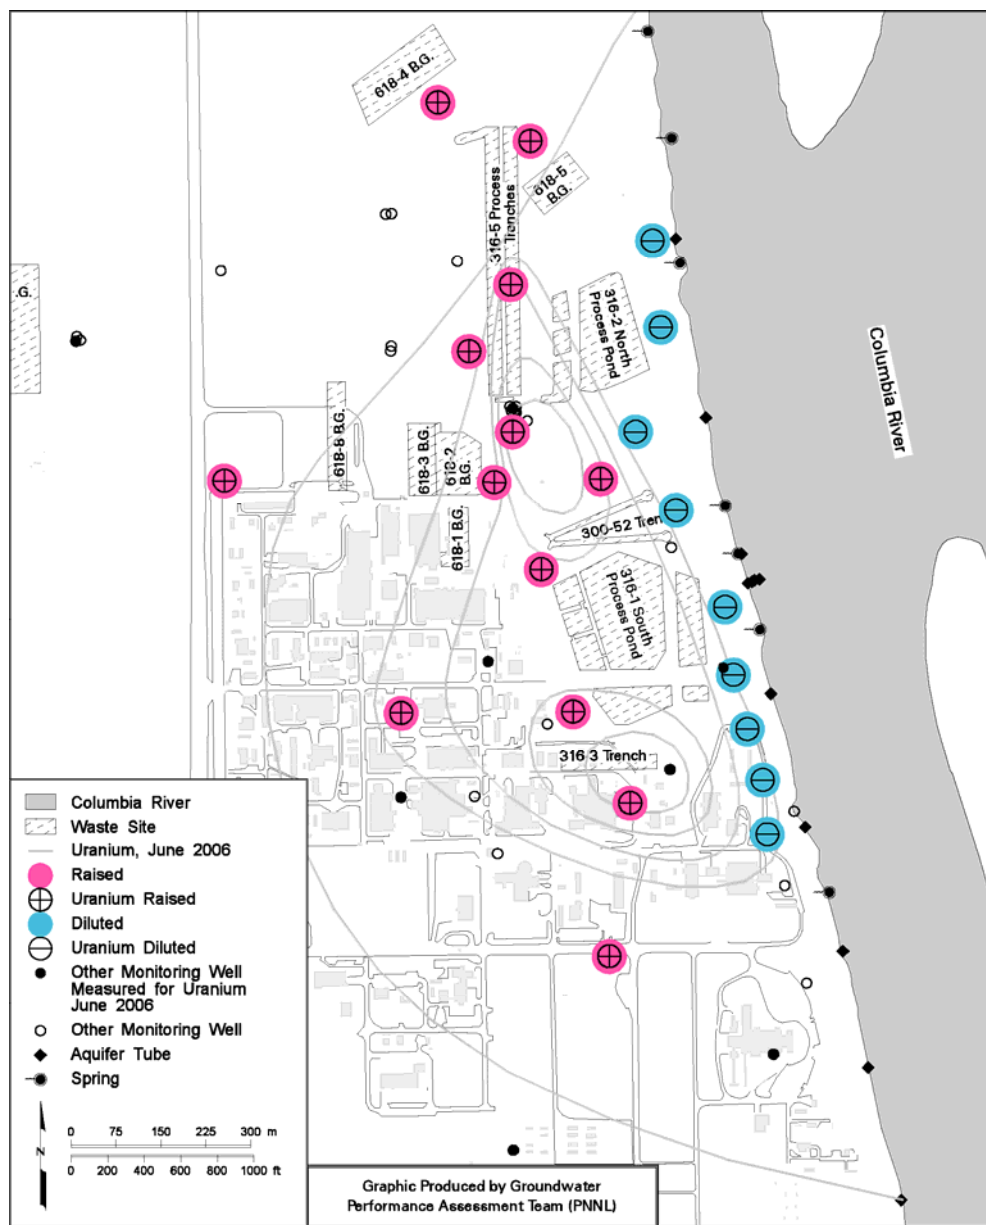 618-4 B.G.
316-5 Process
Trenches
618-5
B.G.
.G.
316-2 North
Process Pond
Columbia River
618-8 B.G.
618-3 B.G.
618-2
B.G.
618-1 B.G.
300-52 Tren
316-1 South
Process Pond
316 3 Trench
Columbia River
Waste Site
Uranium, June 2006
Raised
Uranium Raised
Diluted
Uranium Diluted
Other Monitoring Well
Measured for Uranium
June 2006
Other Monitoring Well
Aquifer Tube
Spring
N
0 75 150 225 300 m
0 200 400 600 800 1000 ft
Graphic Produced by Groundwater
Performance Assessment Team (PNNL)